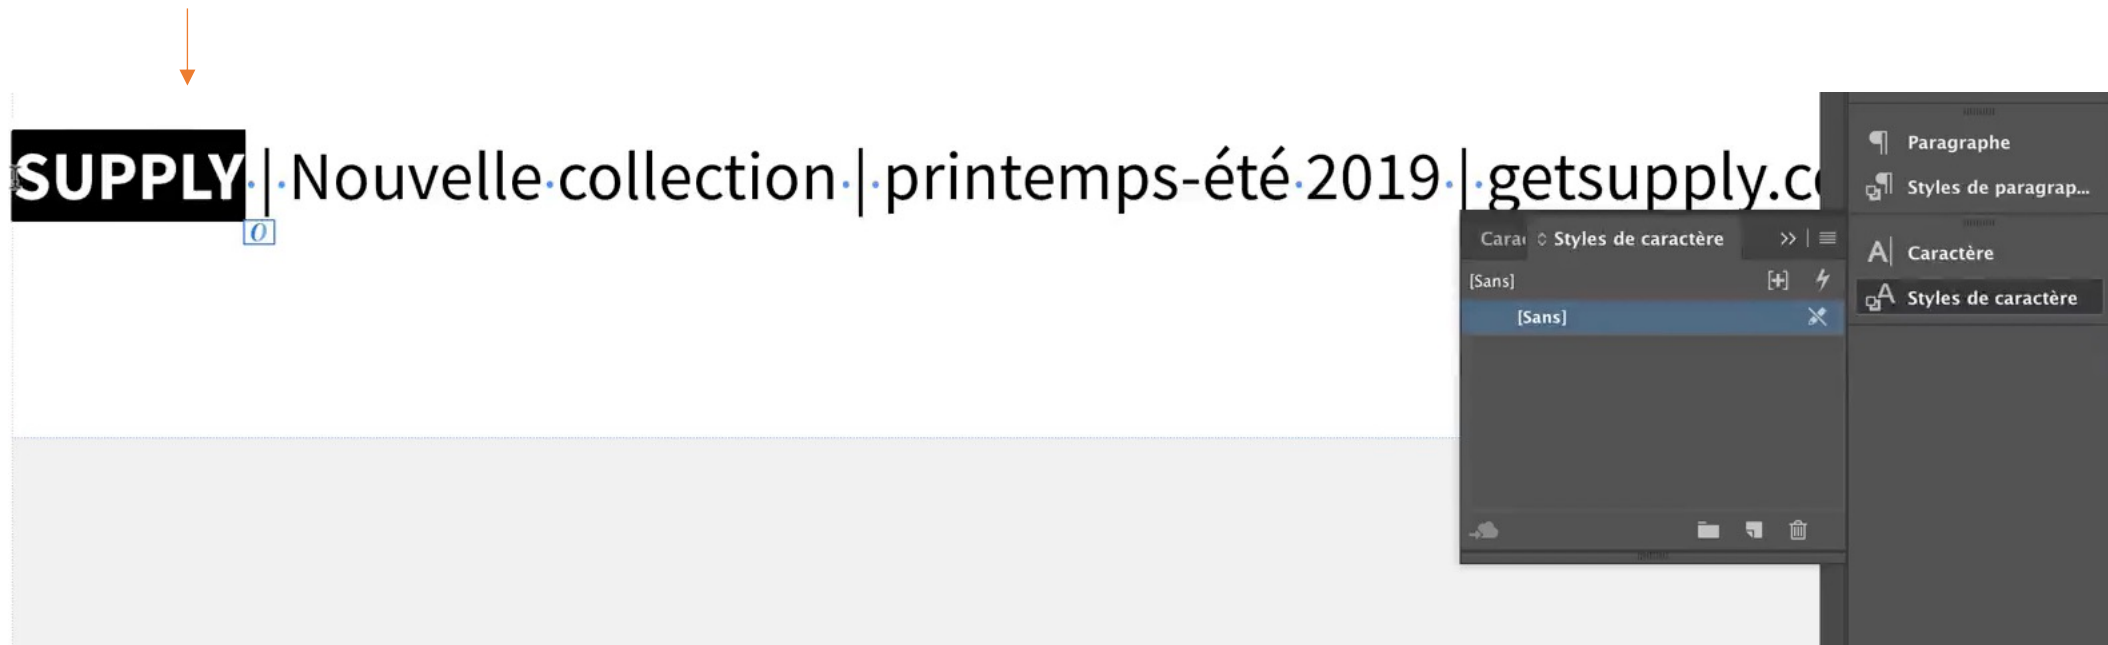 SUPPLY | Nouvelle collection | printemps-été 2019 | getsupply.c
Paragraphe
Styles de paragrap...
Caractère
Styles de caractère
Carac Styles de caractère
[Sans]
[Sans]